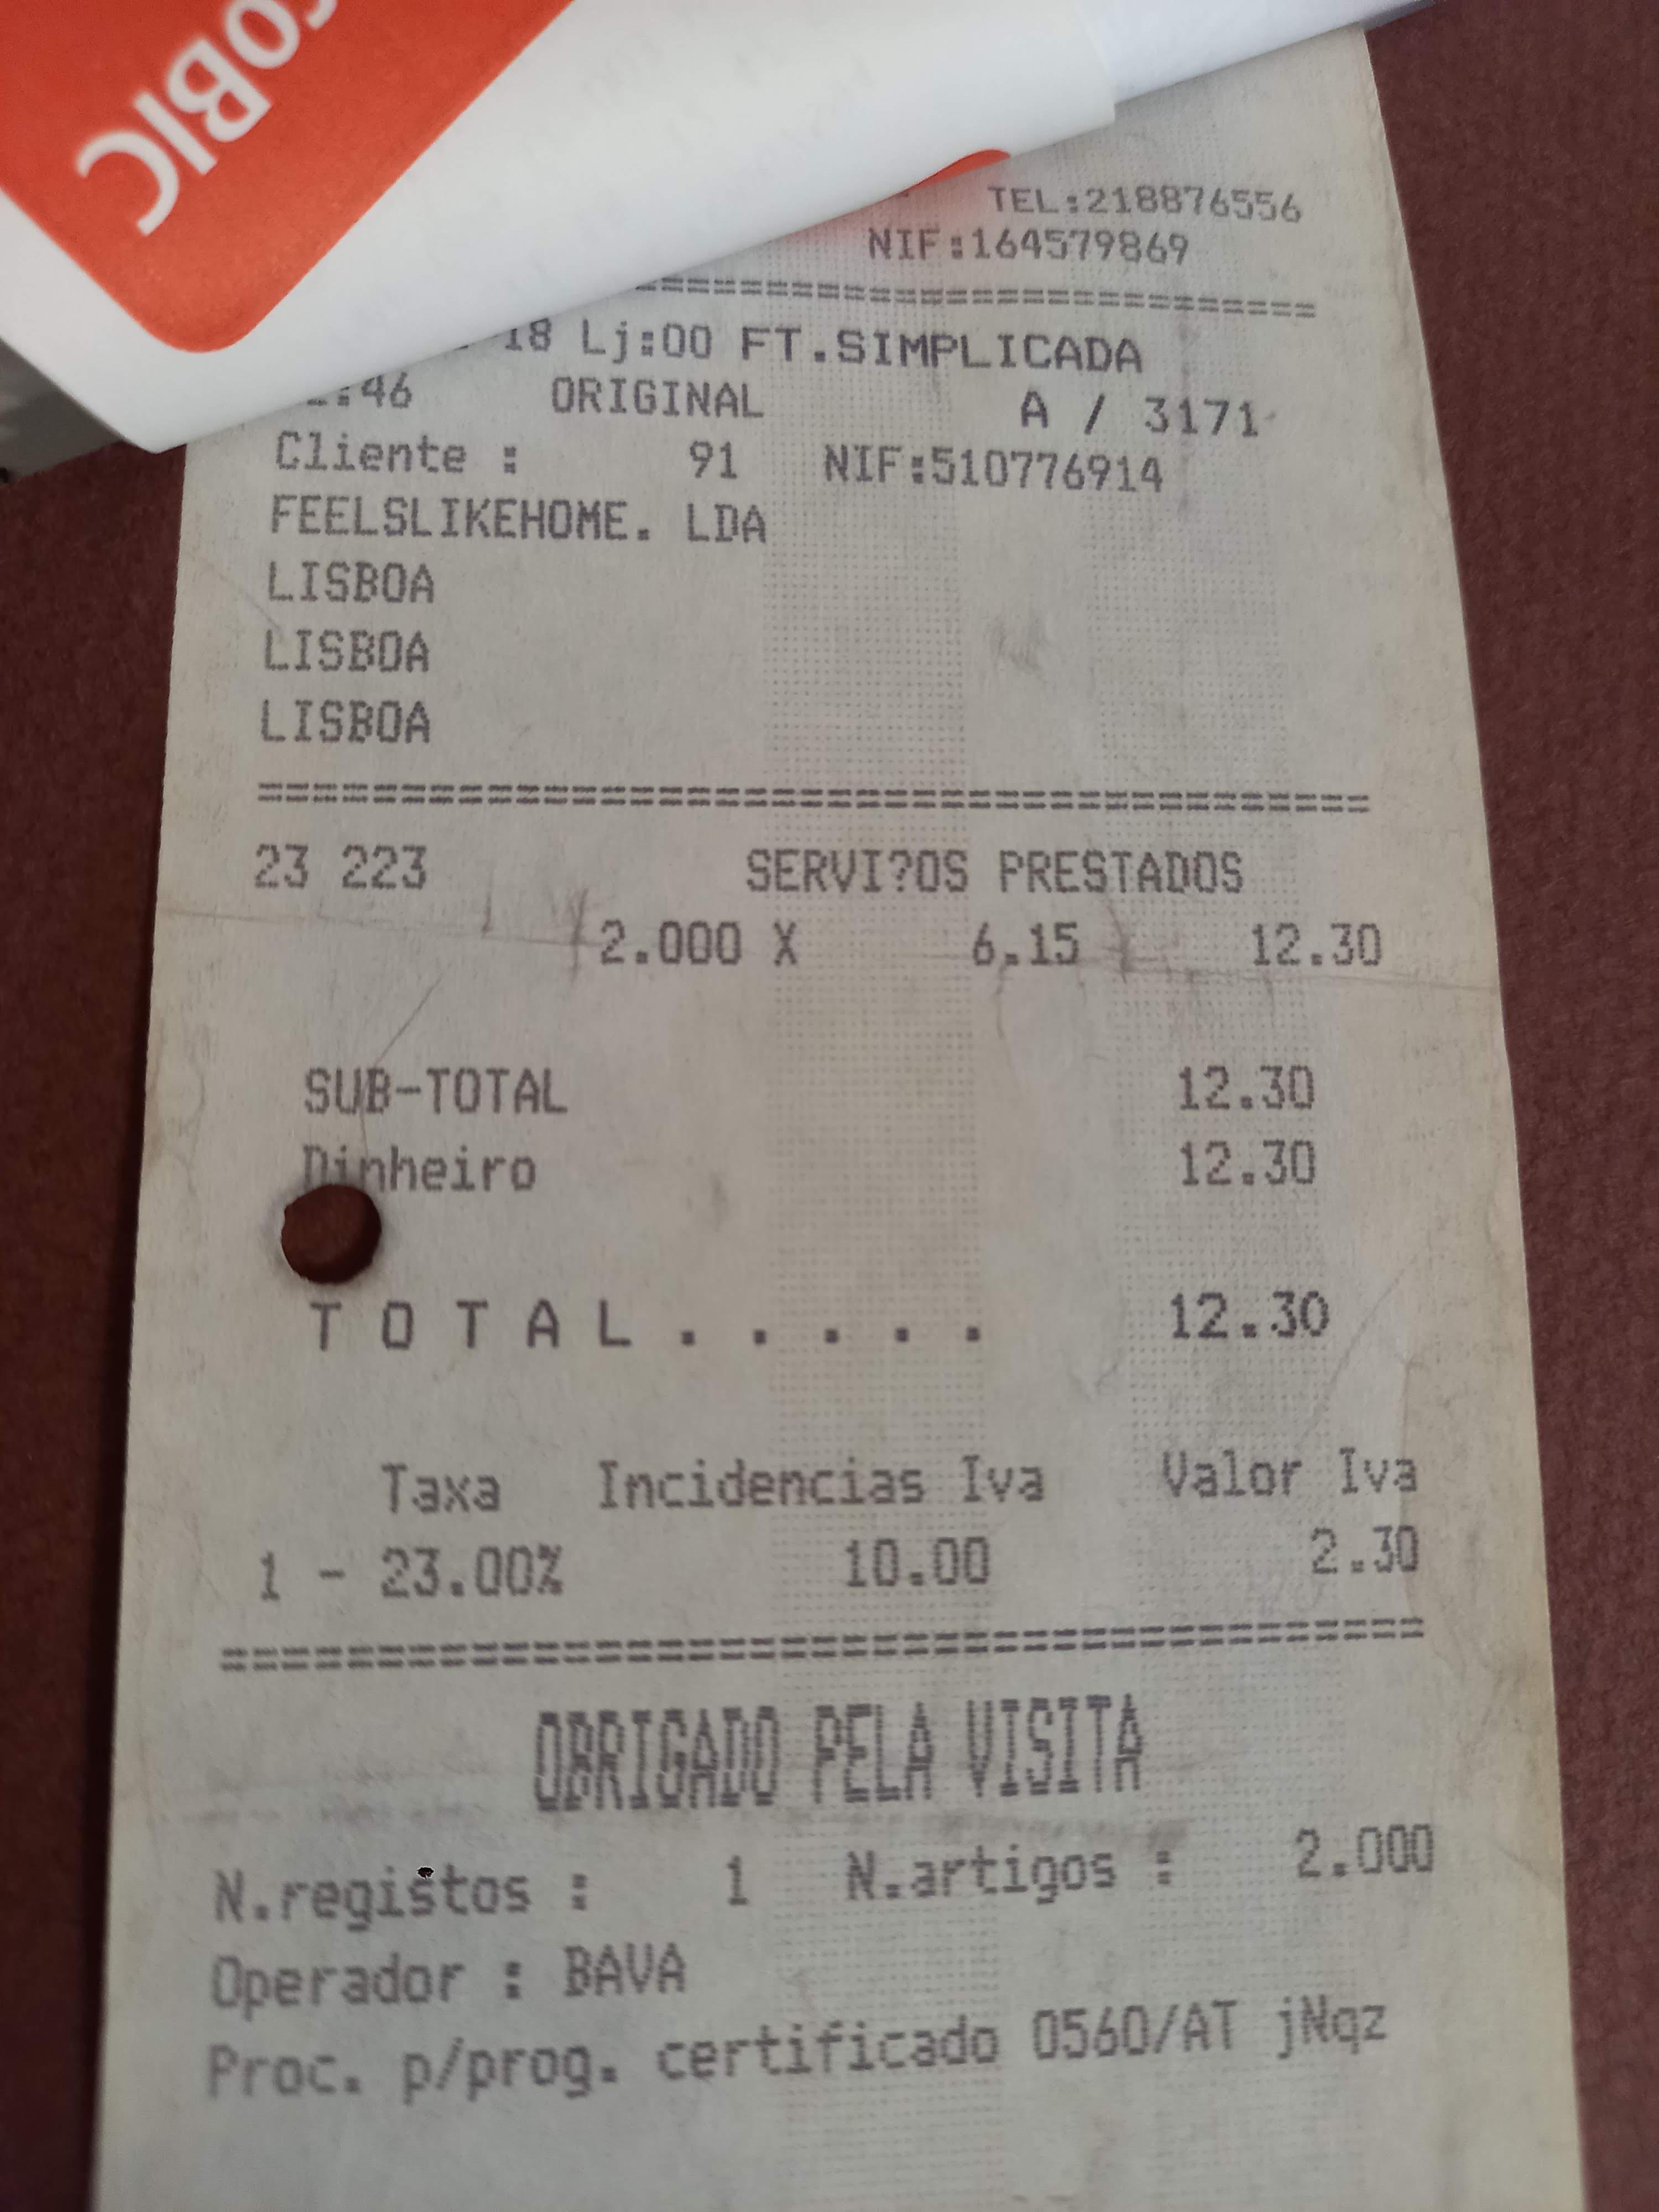 COBIC
TEL:218876556
NIF:164579869
==================================
18 Lj:00 FT.SIMPLICADA
:46 ORIGINAL A / 3171
Cliente : 91 NIF:510776914
FEELSLIKEHOME. LDA
LISBOA
LISBOA
LISBOA
====================================
23 223 SERVI?OS PRESTADOS
2.000 X 6.15 12.30
SUB-TOTAL 12.30
Dinheiro 12.30
T O T A L . . . . . 12.30
Taxa Incidencias Iva Valor Iva
1 - 23.00% 10.00 2.30
=======================================
OBRIGADO PELA VISITA
N.registos : 1 N.artigos : 2.000
Operador : BAVA
Proc. p/prog. certificado 0560/AT jNqz